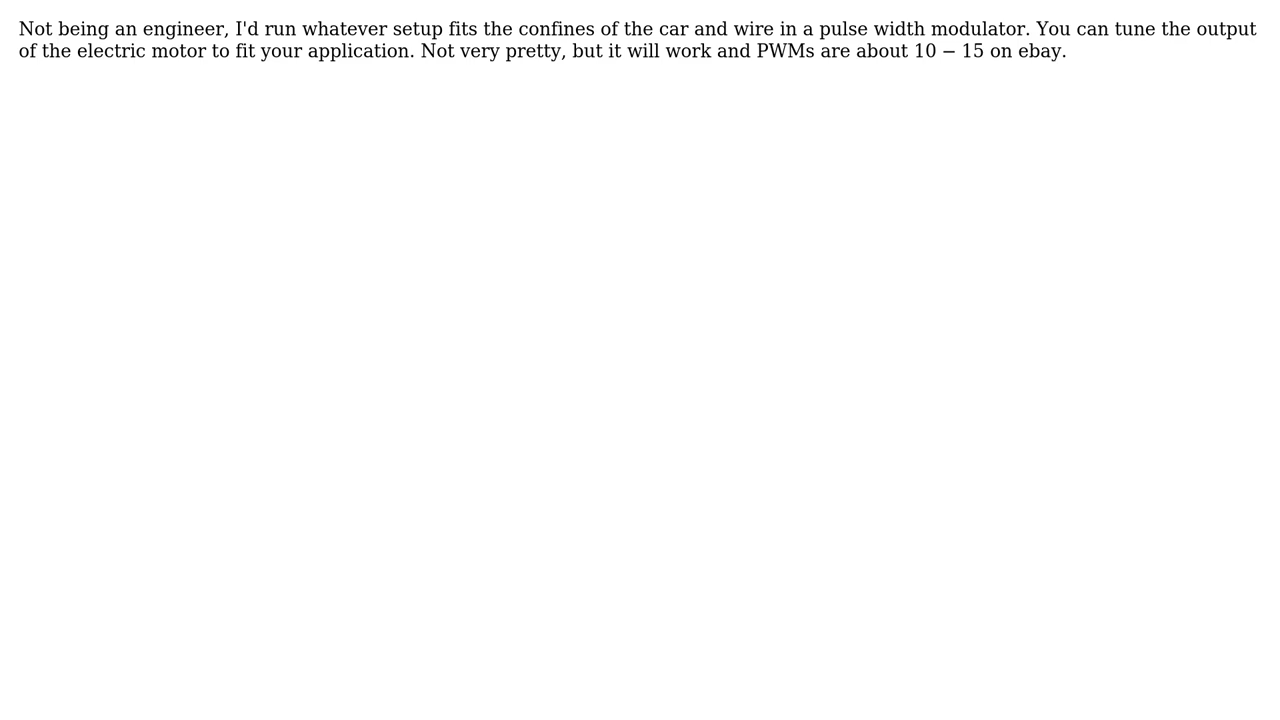 Not being an engineer, I'd run whatever setup fits the confines of the car and wire in a pulse width modulator. You can tune the output
of the electric motor to fit your application. Not very pretty, but it will work and PWMs are about 10 − 15 on ebay.